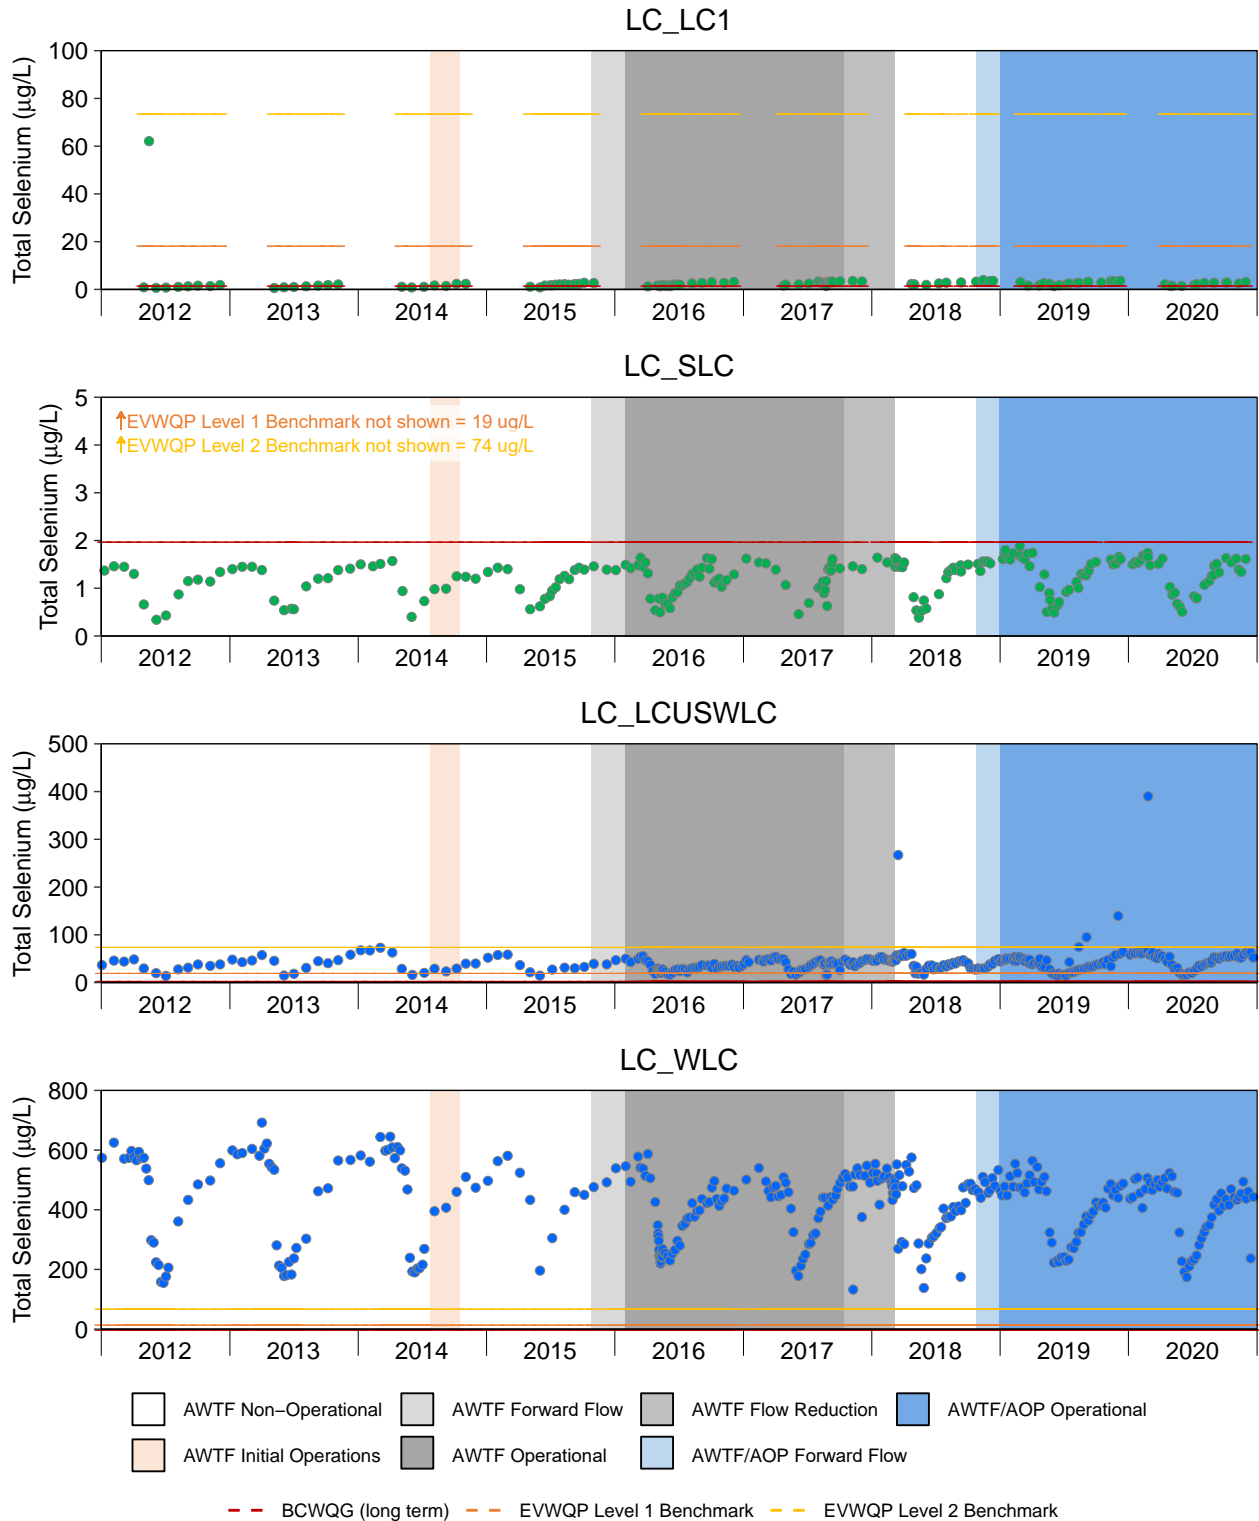 LC_LC1
Total Selenium (µg/L)
100
80
60
40
20
0
2012 2013 2014 2015 2016 2017 2018 2019 2020
LC_SLC
Total Selenium (µg/L)
5
4
3
2
1
0
EVWQP Level 1 Benchmark not shown = 19 ug/L
EVWQP Level 2 Benchmark not shown = 74 ug/L
2012 2013 2014 2015 2016 2017 2018 2019 2020
LC_LCUSWLC
Total Selenium (µg/L)
500
400
300
200
100
0
2012 2013 2014 2015 2016 2017 2018 2019 2020
LC_WLC
Total Selenium (µg/L)
800
600
400
200
0
2012 2013 2014 2015 2016 2017 2018 2019 2020
AWTF Non−Operational AWTF Forward Flow AWTF Flow Reduction AWTF/AOP Operational
AWTF Initial Operations AWTF Operational AWTF/AOP Forward Flow
BCWQG (long term) EVWQP Level 1 Benchmark EVWQP Level 2 Benchmark